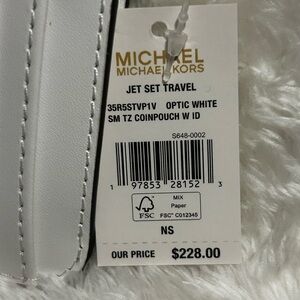 MICHAEL
MICHAEL KORS
JET SET TRAVEL
35R5STVP1V OPTIC WHITE
SM TZ COINPOUCH W ID
S648-0002
1 97853 28152 3
FSC
MIX
Paper
FSC® C012345
NS
OUR PRICE $228.00